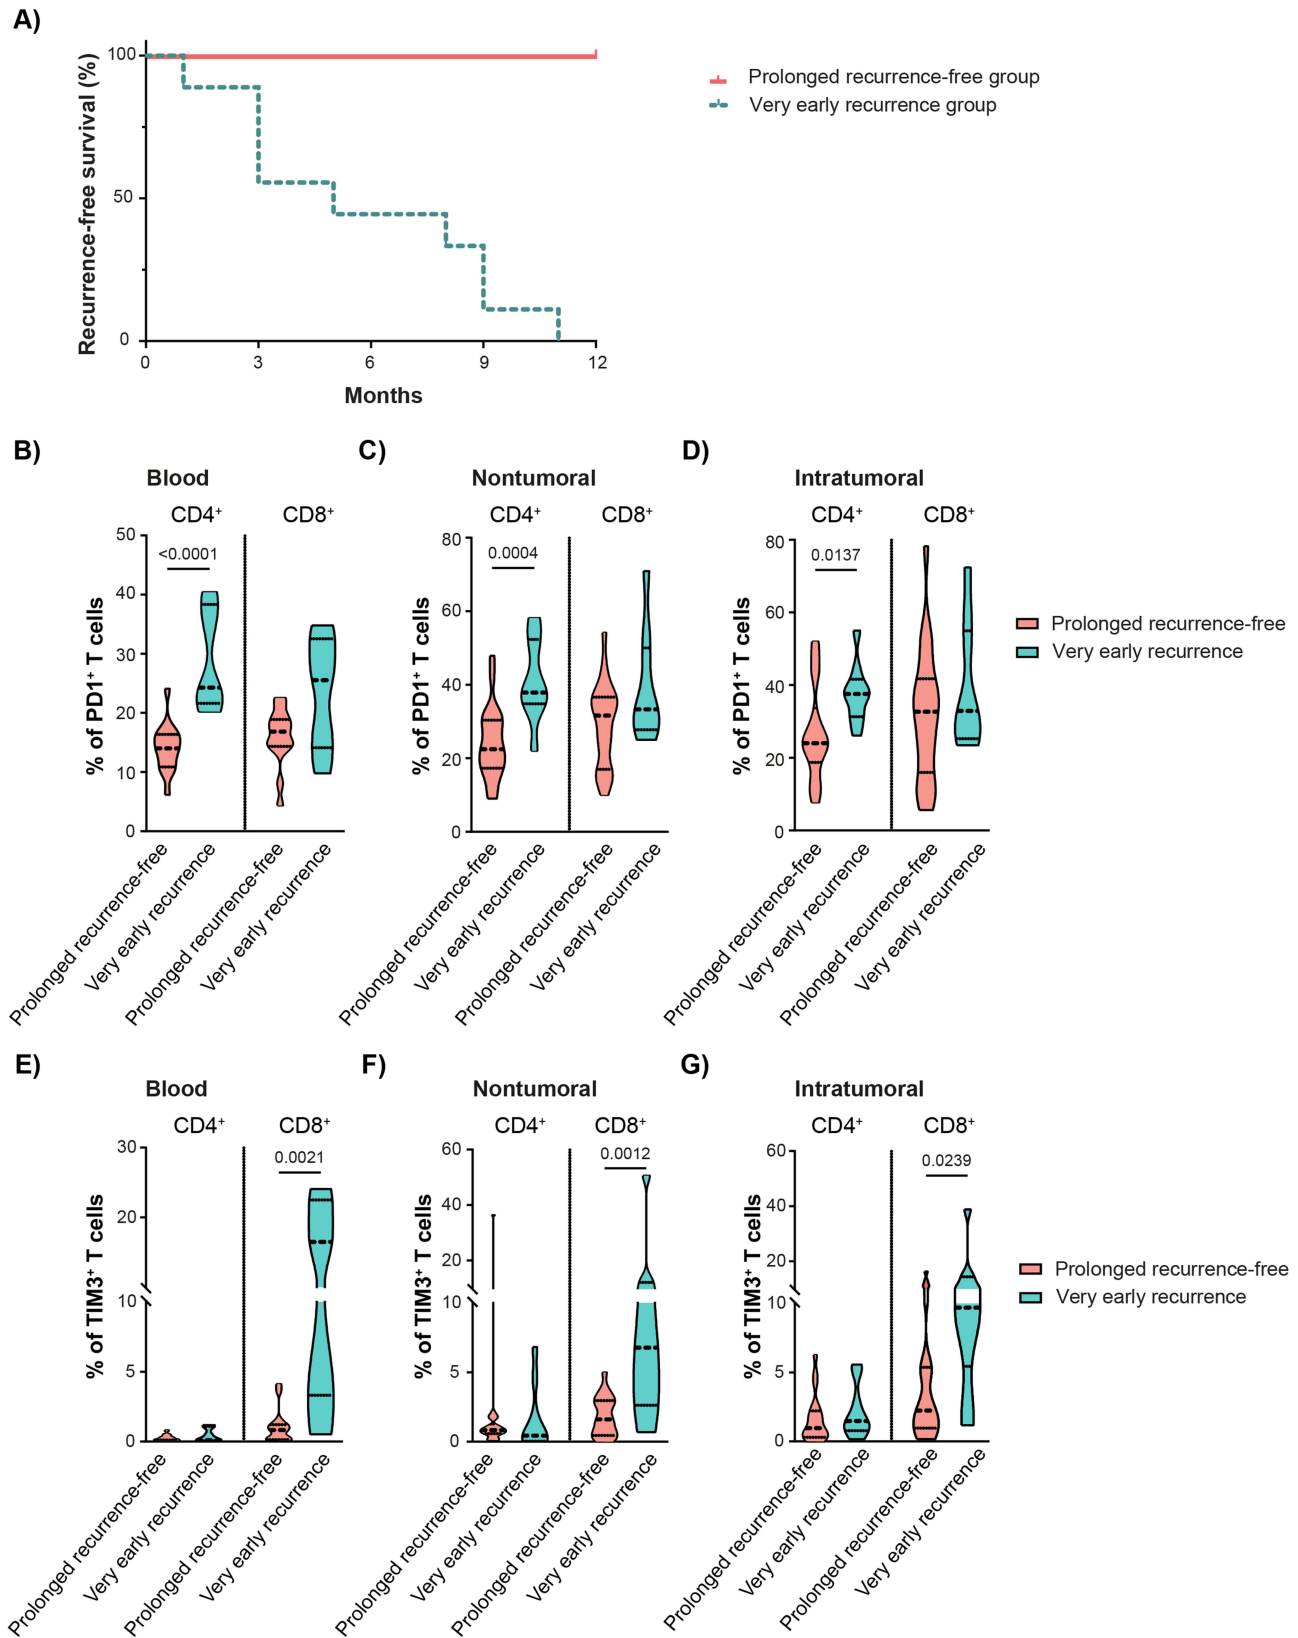 A)
Recurrence-free survival (%)
100
50
0
0 3 6 9 12
Months
Prolonged recurrence-free group
Very early recurrence group
B)
Blood
CD4+ CD8+
% of PD1+ T cells
50
40
30
20
10
0
<0.0001
Prolonged recurrence-free
Very early recurrence
Prolonged recurrence-free
Very early recurrence
C)
Nontumoral
CD4+ CD8+
% of PD1+ T cells
80
60
40
20
0
0.0004
Prolonged recurrence-free
Very early recurrence
Prolonged recurrence-free
Very early recurrence
D)
Intratumoral
CD4+ CD8+
% of PD1+ T cells
80
60
40
20
0
0.0137
Prolonged recurrence-free
Very early recurrence
Prolonged recurrence-free
Very early recurrence
Prolonged recurrence-free
Very early recurrence
E)
Blood
CD4+ CD8+
% of TIM3+ T cells
30
20
10
5
0
0.0021
Prolonged recurrence-free
Very early recurrence
Prolonged recurrence-free
Very early recurrence
F)
Nontumoral
CD4+ CD8+
% of TIM3+ T cells
60
40
20
10
5
0
0.0012
Prolonged recurrence-free
Very early recurrence
Prolonged recurrence-free
Very early recurrence
G)
Intratumoral
CD4+ CD8+
% of TIM3+ T cells
60
40
20
10
5
0
0.0239
Prolonged recurrence-free
Very early recurrence
Prolonged recurrence-free
Very early recurrence
Prolonged recurrence-free
Very early recurrence